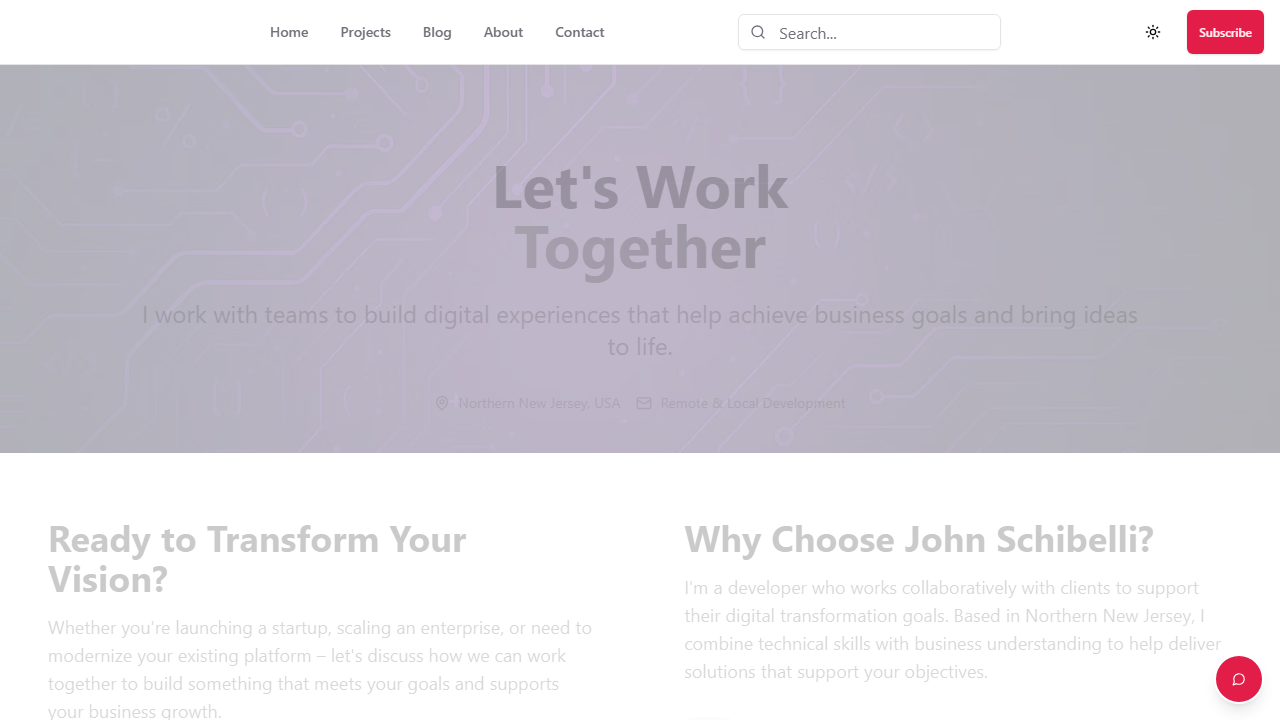 Home Projects Blog About Contact Search... Subscribe
Let's Work
Together
I work with teams to build digital experiences that help achieve business goals and bring ideas
to life.
Northern New Jersey, USA Remote & Local Development
Ready to Transform Your
Vision?
Whether you're launching a startup, scaling an enterprise, or need to
modernize your existing platform – let's discuss how we can work
together to build something that meets your goals and supports
your business growth.
Why Choose John Schibelli?
I'm a developer who works collaboratively with clients to support
their digital transformation goals. Based in Northern New Jersey, I
combine technical skills with business understanding to help deliver
solutions that support your objectives.